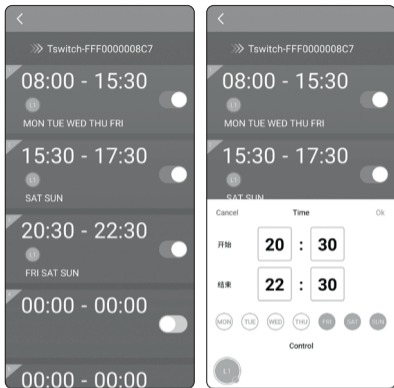 Tswitch-FFF0000008C7
08:00 - 15:30
L1
MON TUE WED THU FRI
15:30 - 17:30
L1
SAT SUN
20:30 - 22:30
L1
FRI SAT SUN
00:00 - 00:00
00:00 - 00:00
Tswitch-FFF0000008C7
08:00 - 15:30
L1
MON TUE WED THU FRI
15:30 - 17:30
L1
SAT SUN
Cancel Time Ok
开始 20 : 30
结束 22 : 30
MON TUE WED THU FRI SAT SUN
Control
L1